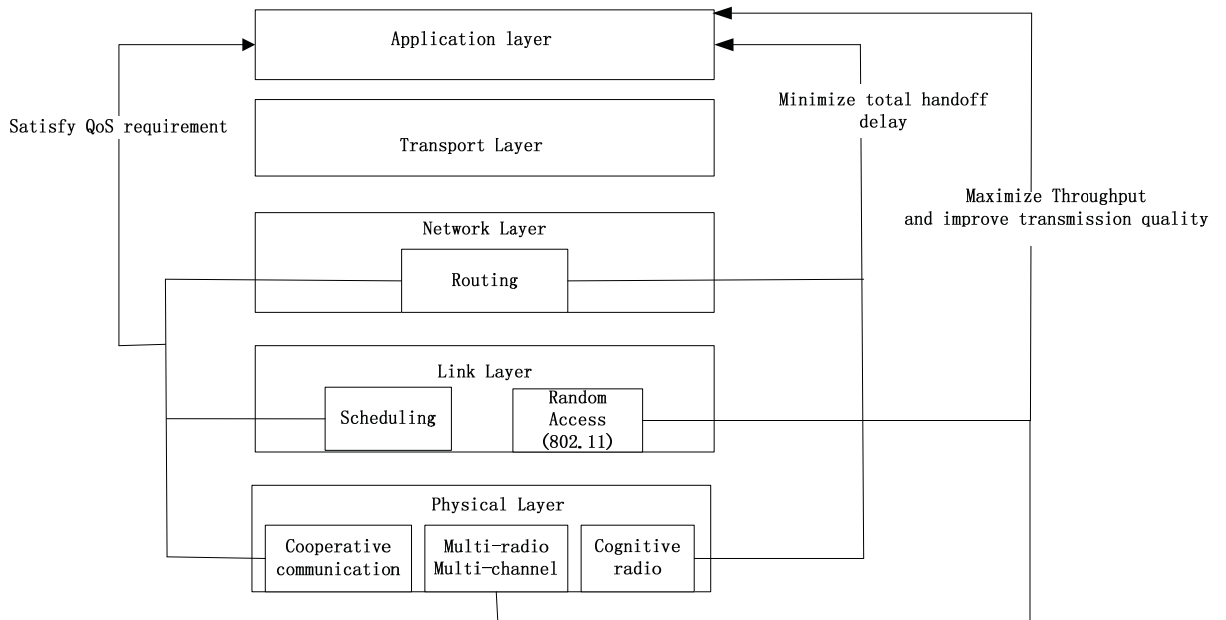 Application layer
Satisfy QoS requirement
Minimize total handoff
delay
Transport Layer
Maximize Throughput
and improve transmission quality
Network Layer
Routing
Link Layer
Scheduling
Random
Access
(802.11)
Physical Layer
Cooperative
communication
Multi-radio
Multi-channel
Cognitive
radio